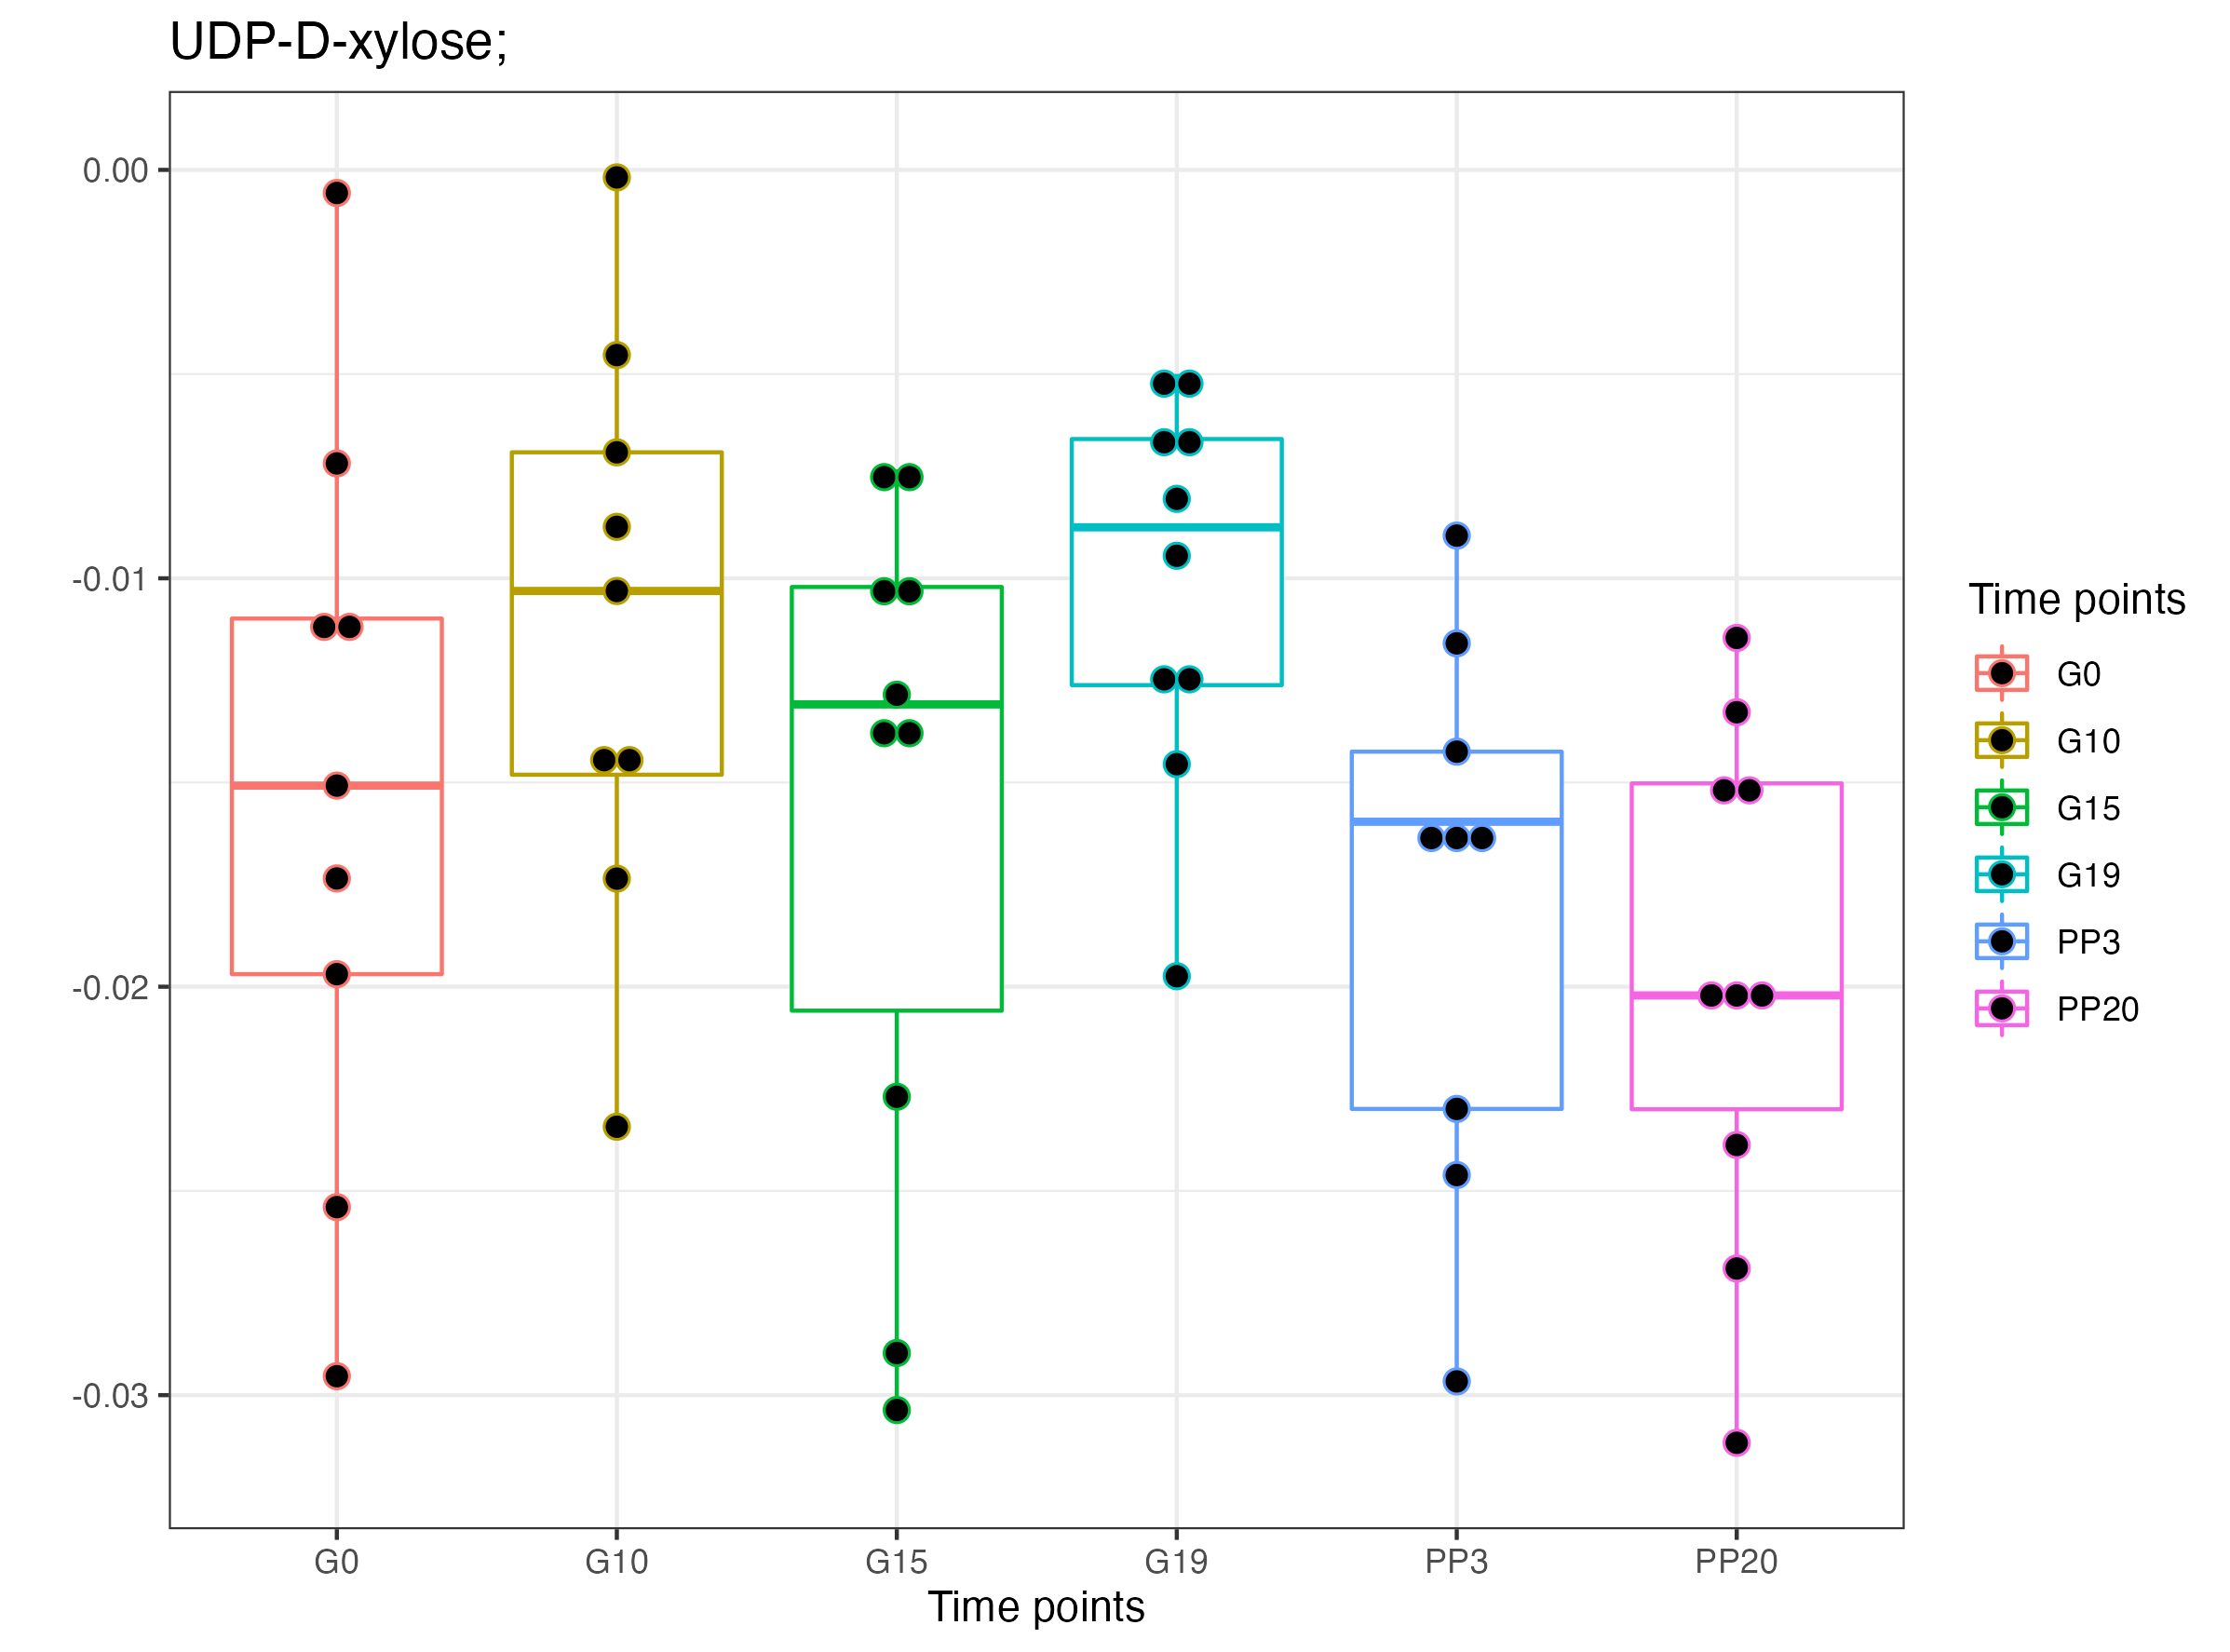 UDP-D-xylose;
0.00
-0.01
-0.02
-0.03
G0 G10 G15 G19 PP3 PP20
Time points
Time points
G0
G10
G15
G19
PP3
PP20